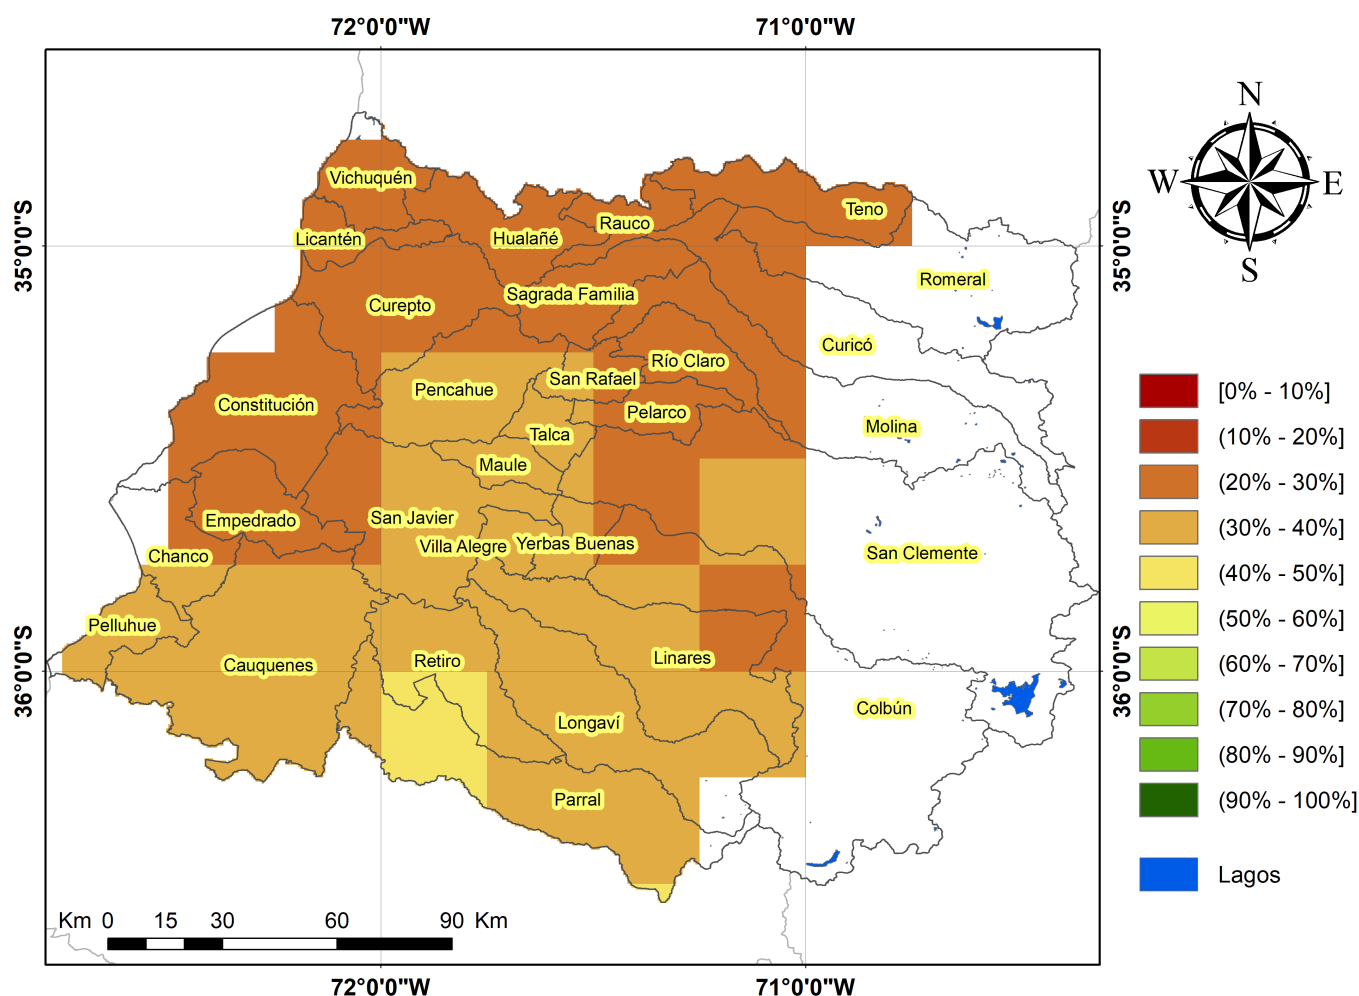 72°0'0"W 71°0'0"W
N
W E
S
35°0'0"S 35°0'0"S
36°0'0"S 36°0'0"S
Vichuquén
Teno
Rauco
Licantén
Hualañé
Romeral
Sagrada Familia
Curepto
Curicó
Río Claro
San Rafael
Pencahue
Constitución
Pelarco
Molina
Talca
Maule
San Javier
Empedrado
Yerbas Buenas
Villa Alegre
San Clemente
Chanco
Pelluhue
Linares
Retiro
Cauquenes
Colbún
Longaví
Parral
[0% - 10%]
(10% - 20%]
(20% - 30%]
(30% - 40%]
(40% - 50%]
(50% - 60%]
(60% - 70%]
(70% - 80%]
(80% - 90%]
(90% - 100%]
Lagos
Km 0 15 30 60 90 Km
72°0'0"W 71°0'0"W